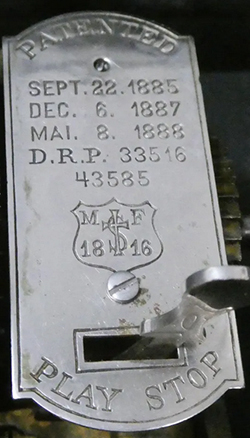 PATENTED
SEPT. 22. 1885
DEC. 6. 1887
MAI. 8. 1888
D.R.P. 33516
43585
M & F
18 16
PLAY STOP